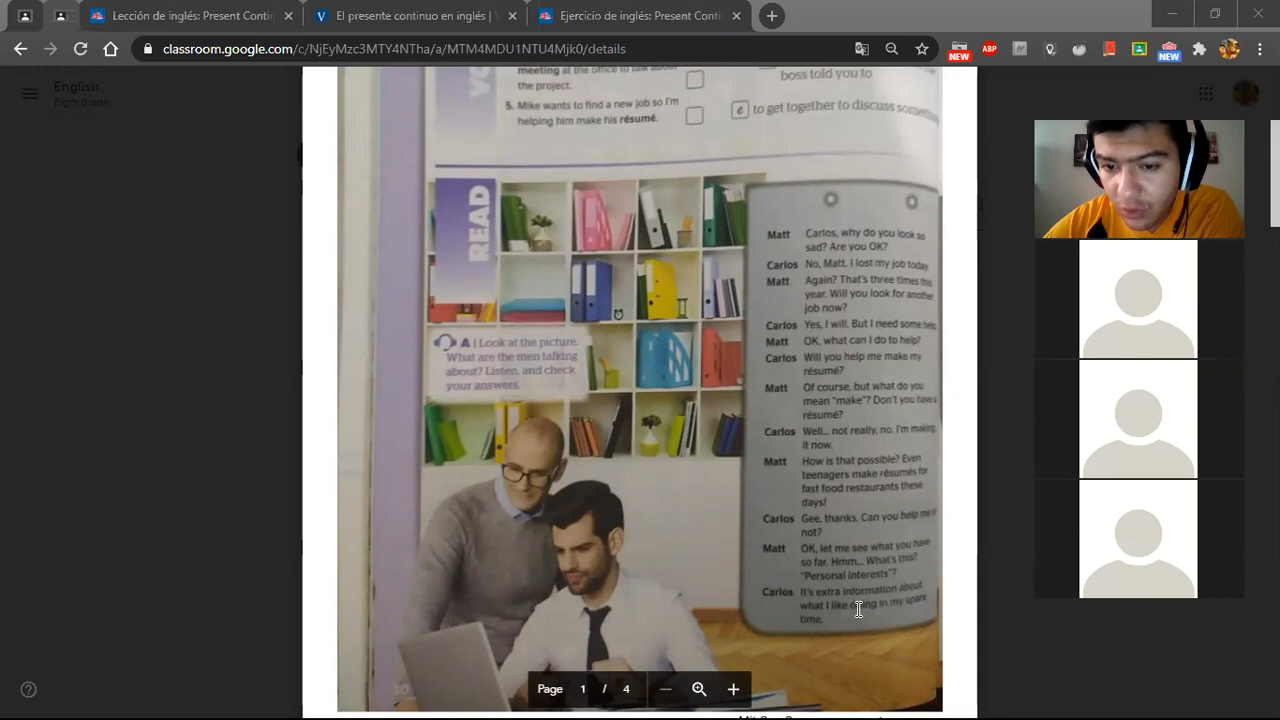 Lección de inglés: Present Contin
El presente continuo en inglés | V
Ejercicio de inglés: Present Cont
classroom.google.com/c/NjEyMzc3MTY4NTha/a/MTM4MDU1NTU4Mjk0/details
NEW
ABP
NEW
English
Eigth Grade
meeting at the office to talk about
the project.
boss told you to
5. Mike wants to find a new job so I'm
helping him make his résumé.
e to get together to discuss something
READ
A | Look at the picture.
What are the men talking
about? Listen, and check
your answers.
Matt Carlos, why do you look so
sad? Are you OK?
Carlos No, Matt. I lost my job today.
Matt Again? That's three times this
year. Will you look for another
job now?
Carlos Yes, I will. But I need some help.
Matt OK, what can I do to help?
Carlos Will you help me make my
résumé?
Matt Of course, but what do you
mean "make"? Don't you have a
résumé?
Carlos Well... not really, no. I'm making
it now.
Matt How is that possible? Even
teenagers make résumés for
fast food restaurants these
days!
Carlos Gee, thanks. Can you help me or
not?
Matt OK, let me see what you have
so far. Hmm... What's this?
"Personal interests"?
Carlos It's extra information about
what I like doing in my spare
time.
Page 1 / 4